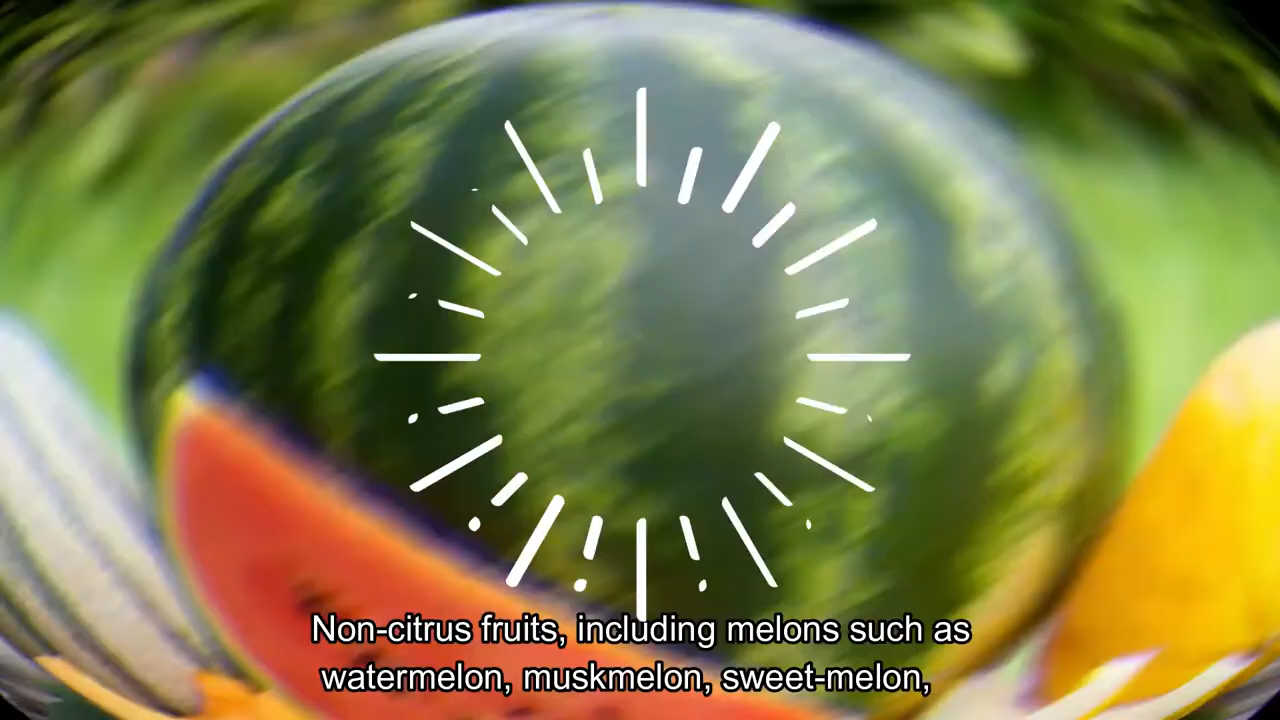 Non-citrus fruits, including melons such as
watermelon, muskmelon, sweet-melon,